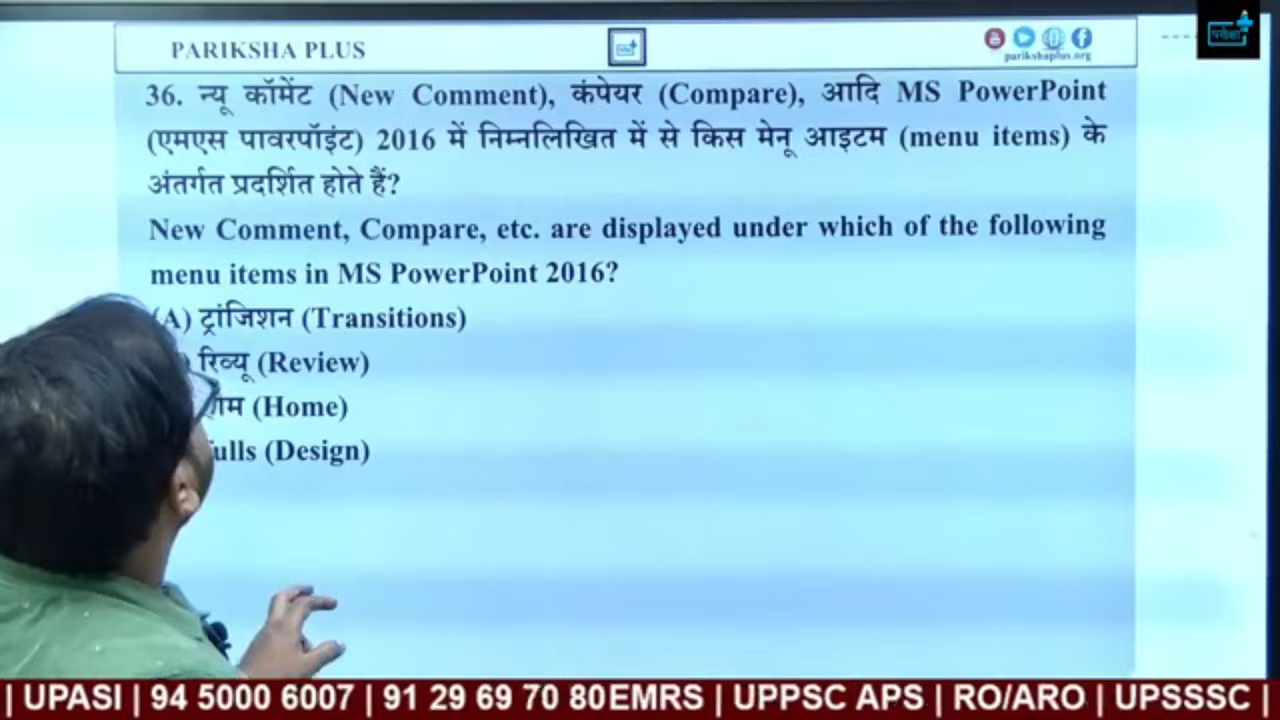 PARIKSHA PLUS
parikshaplus.org
परीक्षा
36. न्यू कॉमेंट (New Comment), कंपेयर (Compare), आदि MS PowerPoint
(एमएस पावरपॉइंट) 2016 में निम्नलिखित में से किस मेनू आइटम (menu items) के
अंतर्गत प्रदर्शित होते हैं?
New Comment, Compare, etc. are displayed under which of the following
menu items in MS PowerPoint 2016?
(A) ट्रांजिशन (Transitions)
) रिव्यू (Review)
(Home)
(Design)
| UPASI | 94 5000 6007 | 91 29 69 70 80EMRS | UPPSC APS | RO/ARO | UPSSSC |